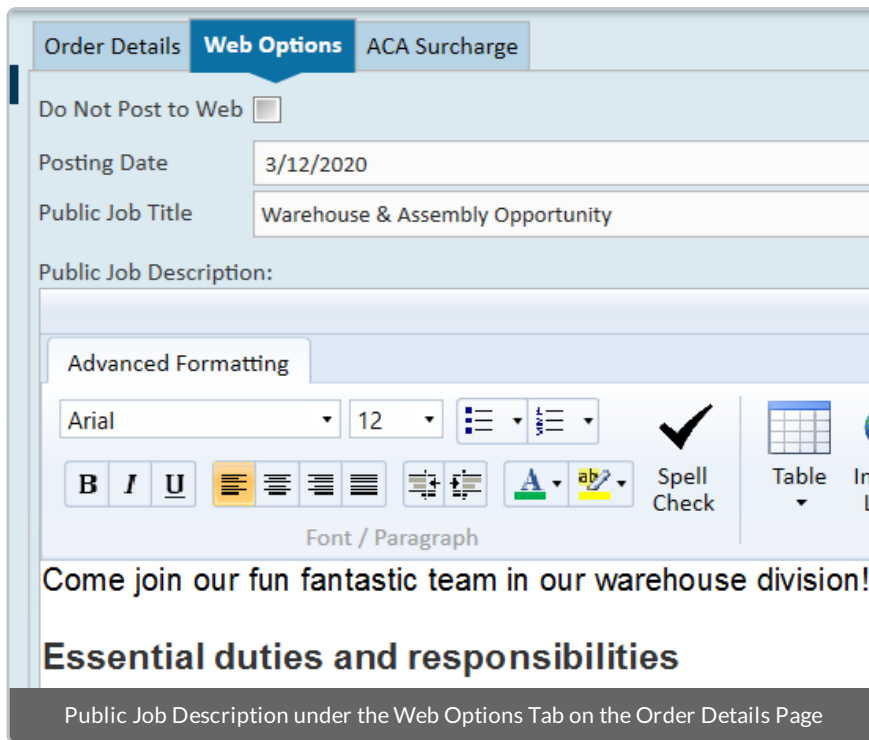 Order Details Web Options ACA Surcharge
Do Not Post to Web
Posting Date 3/12/2020
Public Job Title Warehouse & Assembly Opportunity
Public Job Description:
Advanced Formatting
Arial 12
B I U A ab Spell Table
Check
Font / Paragraph
Come join our fun fantastic team in our warehouse division!
Essential duties and responsibilities
Public Job Description under the Web Options Tab on the Order Details Page